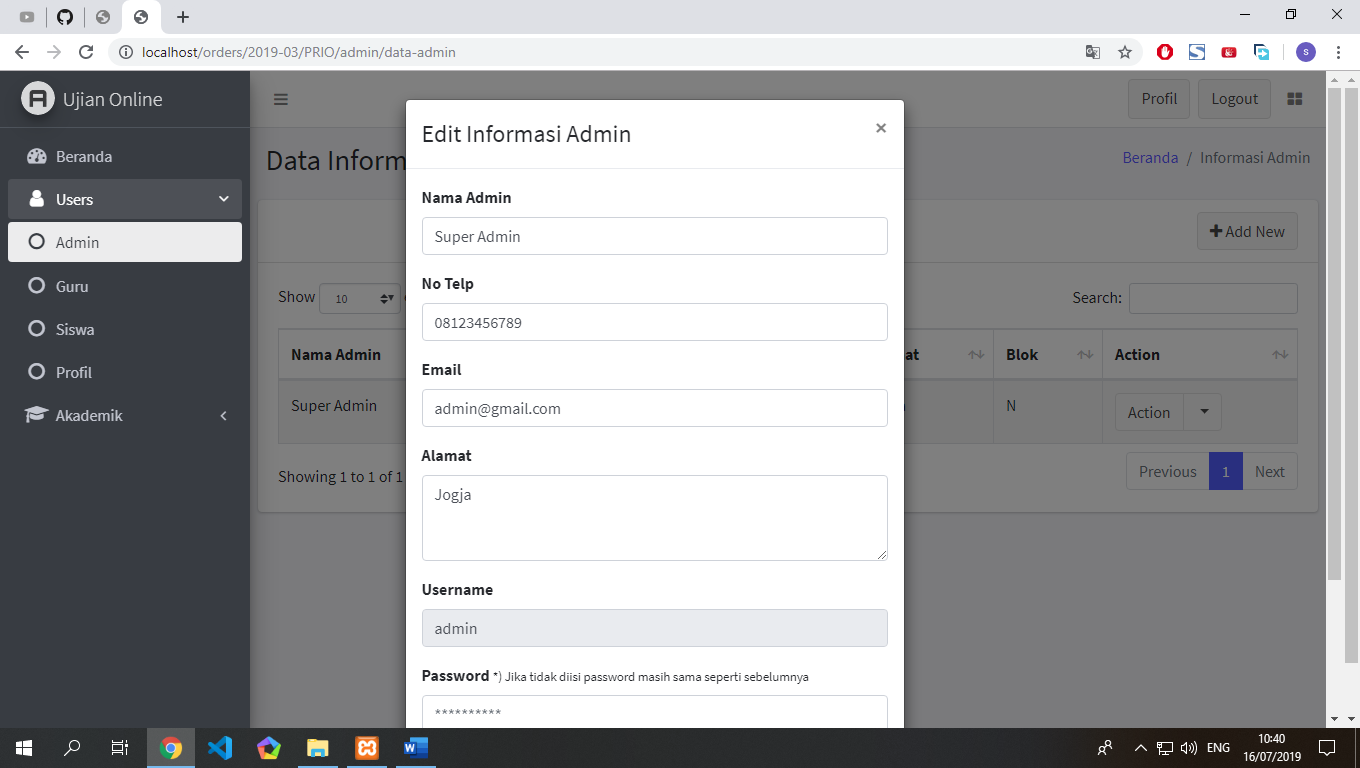 localhost/orders/2019-03/PRIO/admin/data-admin
S
Ujian Online
Profil
Logout
Beranda
Users
Admin
Guru
Siswa
Profil
Akademik
Data Inform
Beranda / Informasi Admin
Add New
Show 10
Search:
Nama Admin
at
Blok
Action
Super Admin
N
Action
Showing 1 to 1 of 1
Previous
1
Next
Edit Informasi Admin
×
Nama Admin
Super Admin
No Telp
08123456789
Email
admin@gmail.com
Alamat
Jogja
Username
admin
Password *) Jika tidak diisi password masih sama seperti sebelumnya
**********
ENG
10:40
16/07/2019